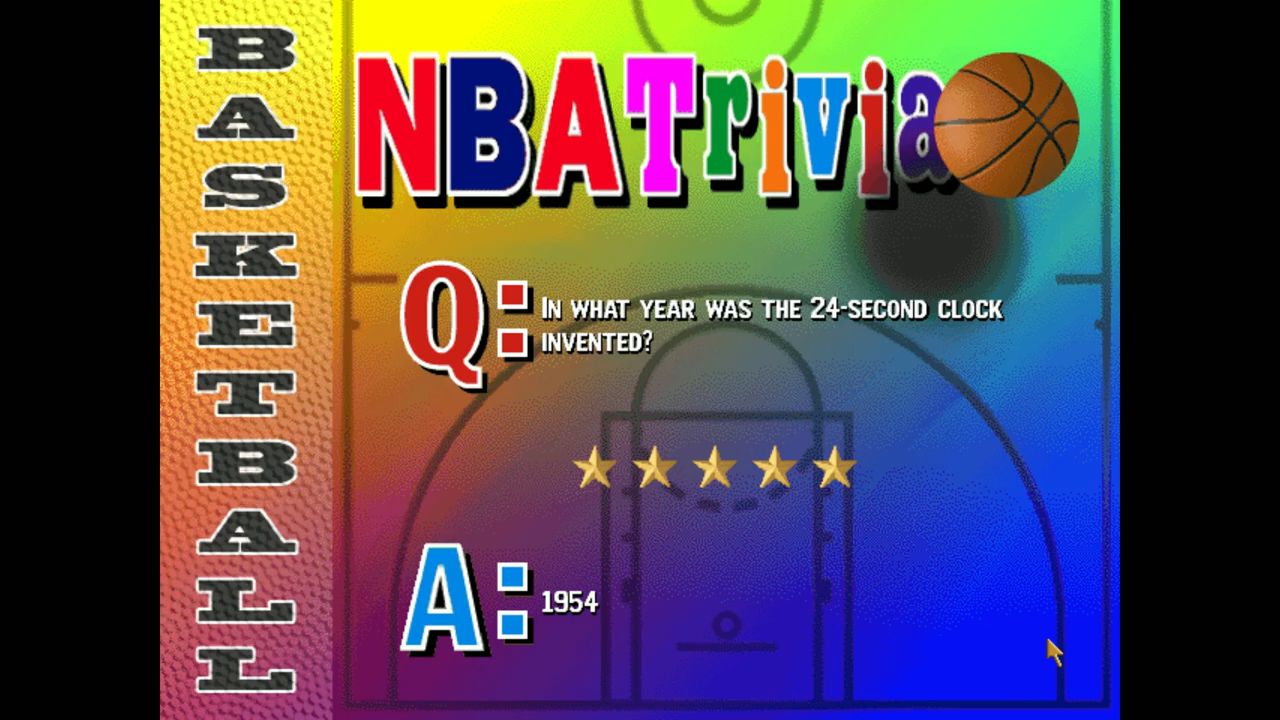 BASKETBALL
NBATrivia
Q: In what year was the 24-second clock
invented?
A: 1954